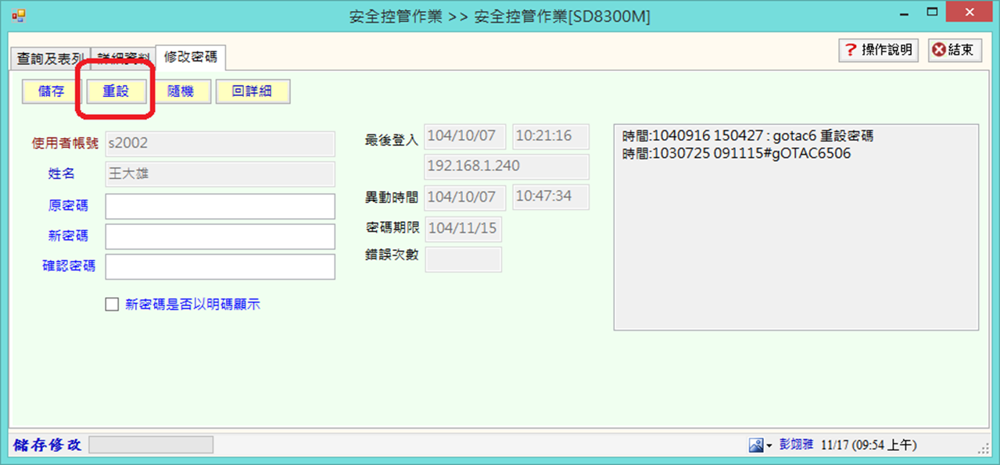 安全控管作業 >> 安全控管作業[SD8300M]
查詢及表列 詳細資料 修改密碼 ? 操作說明 結束
儲存 重設 隨機 回詳細
使用者帳號 s2002 最後登入 104/10/07 10:21:16
192.168.1.240
姓名 王大雄
原密碼 異動時間 104/10/07 10:47:34
新密碼 密碼期限 104/11/15
確認密碼 錯誤次數
新密碼是否以明碼顯示
時間:1040916 150427 : gotac6 重設密碼
時間:1030725 091115#gOTAC6506
儲存修改 彭翊雅 11/17 (09:54 上午)